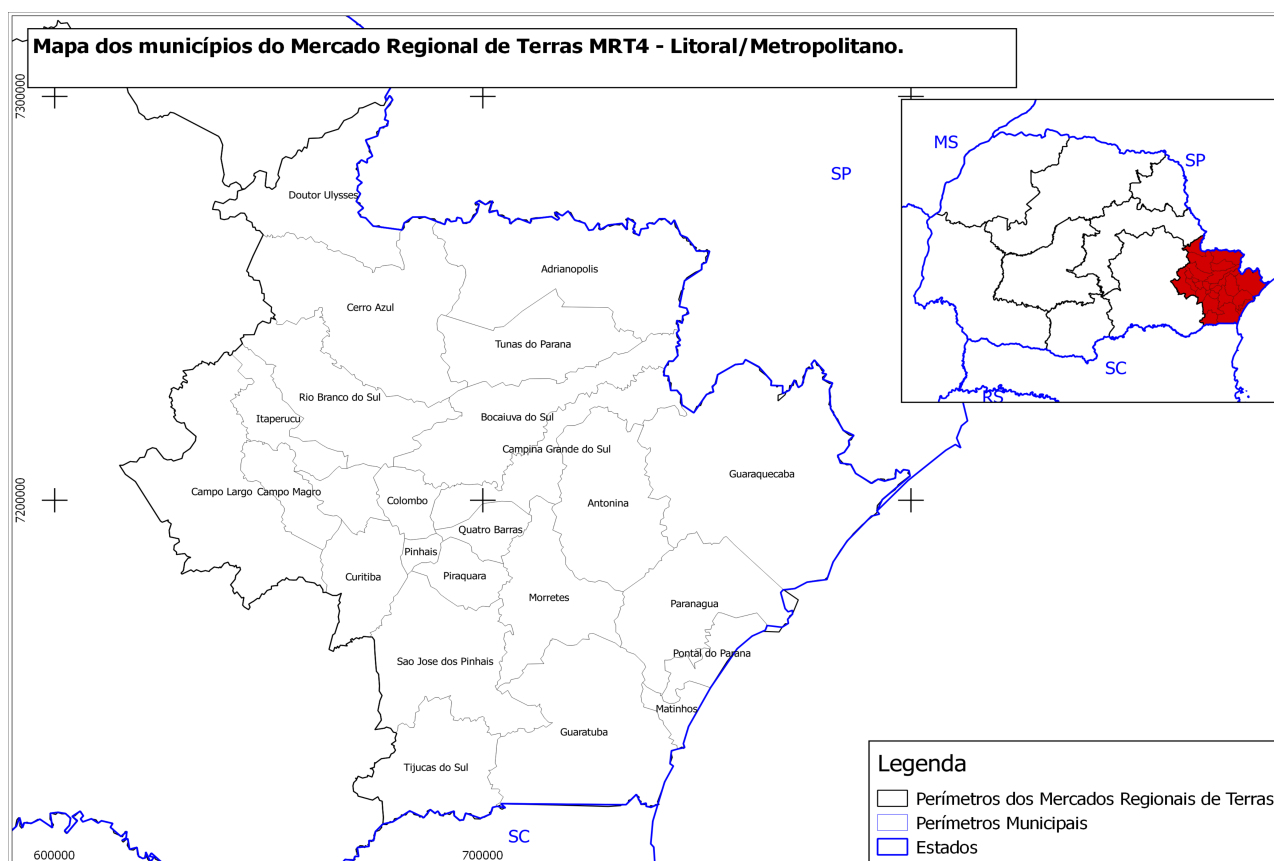 Mapa dos municípios do Mercado Regional de Terras MRT4 - Litoral/Metropolitano.
7300000
MS
SP
SP
Doutor Ulysses
Adrianopolis
Cerro Azul
Tunas do Parana
SC
RS
Rio Branco do Sul
Itaperucu
Bocaiuva do Sul
Campina Grande do Sul
Guaraquecaba
Campo Largo
Campo Magro
Colombo
Antonina
7200000
Quatro Barras
Pinhais
Curitiba
Piraquara
Morretes
Paranagua
Sao Jose dos Pinhais
Pontal do Parana
Matinhos
Guaratuba
Tijucas do Sul
Legenda
Perímetros dos Mercados Regionais de Terras
Perímetros Municipais
Estados
SC
600000
700000